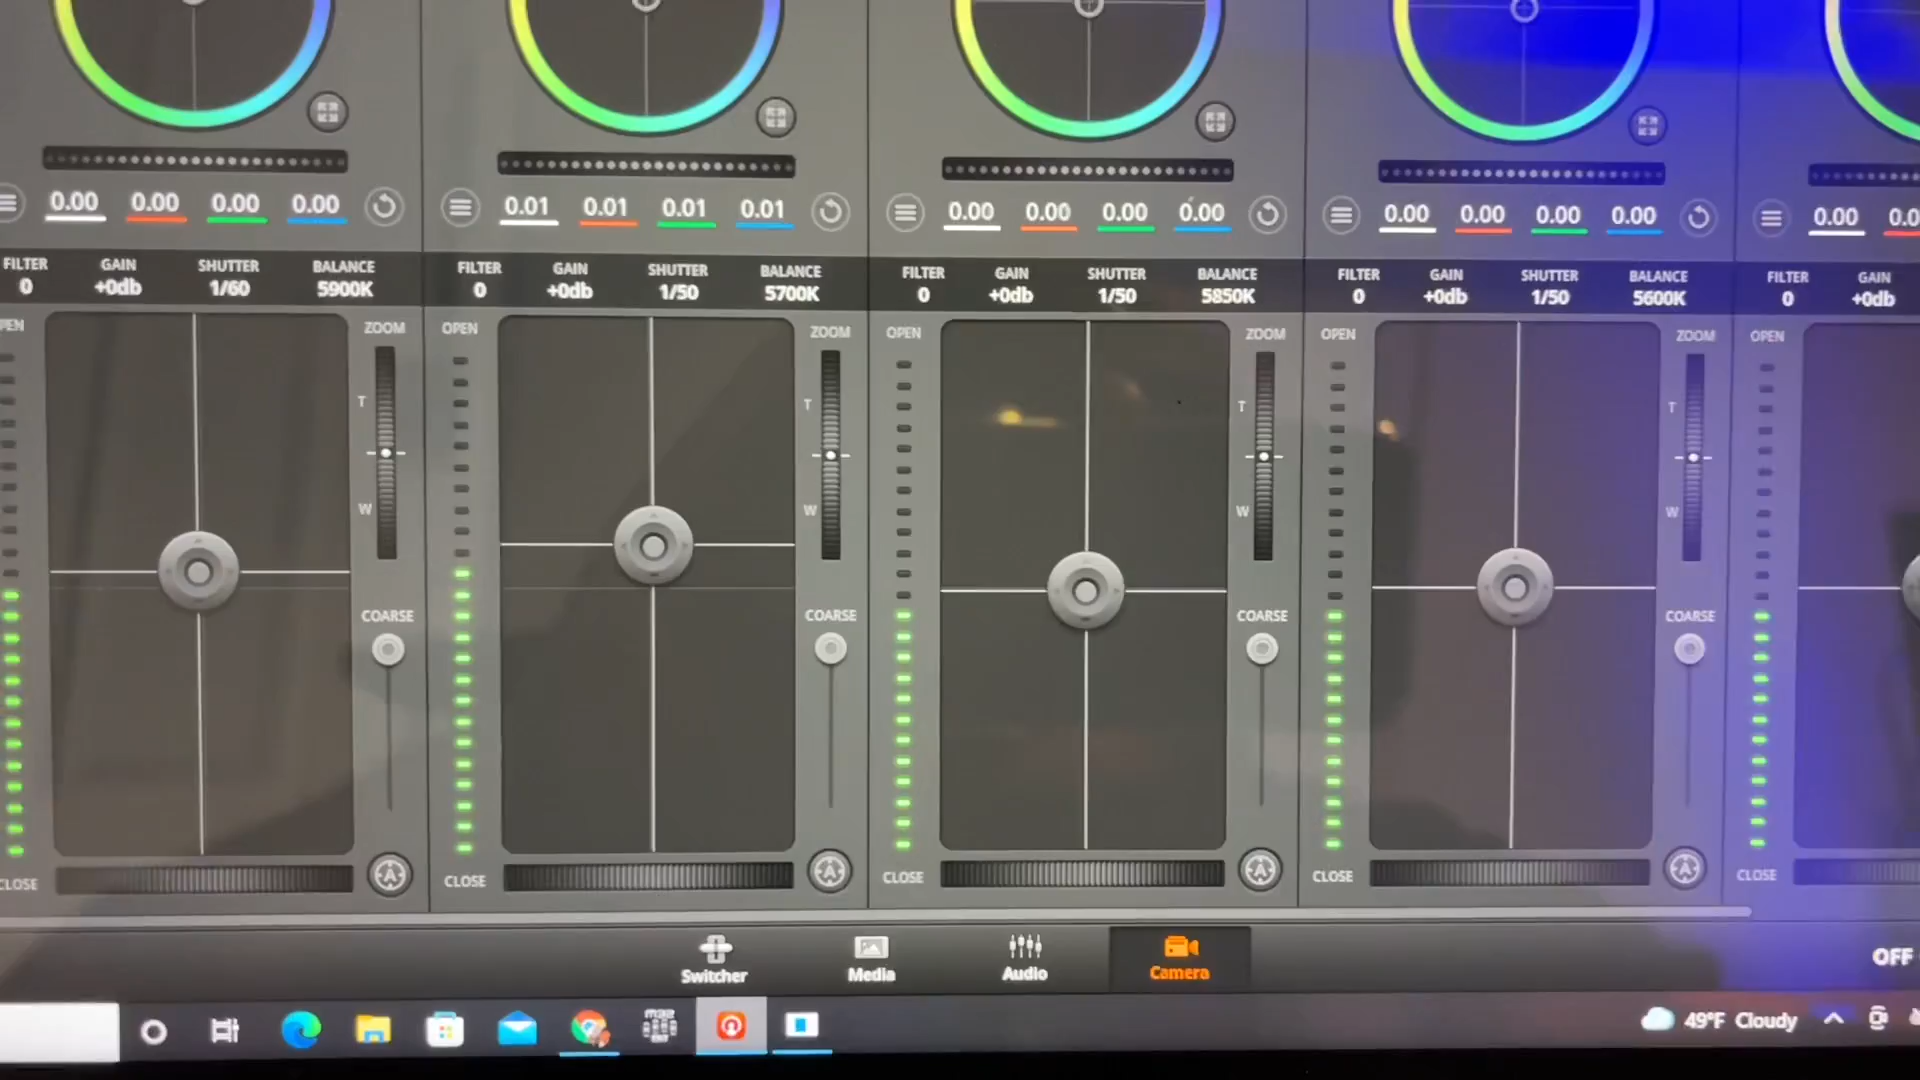 0.00 0.00 0.00 0.00
0.01 0.01 0.01 0.01
0.00 0.00 0.00 0.00
0.00 0.00 0.00 0.00
0.00 0.0
FILTER GAIN SHUTTER BALANCE
0 +0db 1/60 5900K
FILTER GAIN SHUTTER BALANCE
0 +0db 1/50 5700K
FILTER GAIN SHUTTER BALANCE
0 +0db 1/50 5850K
FILTER GAIN SHUTTER BALANCE
0 +0db 1/50 5600K
FILTER GAIN
0 +0db
PEN ZOOM
T
W
COARSE
CLOSE A
OPEN ZOOM
T
W
COARSE
CLOSE A
OPEN ZOOM
T
W
COARSE
CLOSE A
OPEN ZOOM
T
W
COARSE
CLOSE A
OPEN
CLOSE
Switcher Media Audio Camera
OFF
M32
EDIT
49°F Cloudy